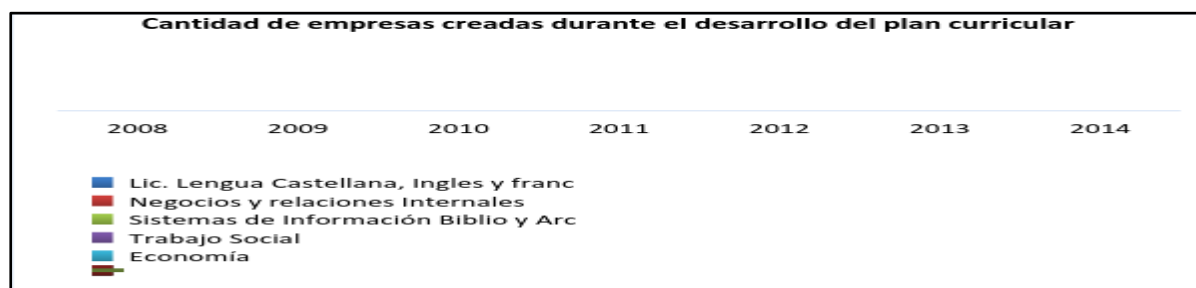 Cantidad de empresas creadas durante el desarrollo del plan curricular
2008 2009 2010 2011 2012 2013 2014
Lic. Lengua Castellana, Ingles y franc
Negocios y relaciones Internales
Sistemas de Información Biblio y Arc
Trabajo Social
Economía